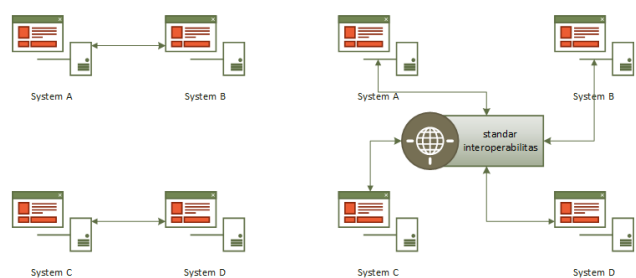 System A
System B
System A
System B
standar
interoperabilitas
System C
System D
System C
System D